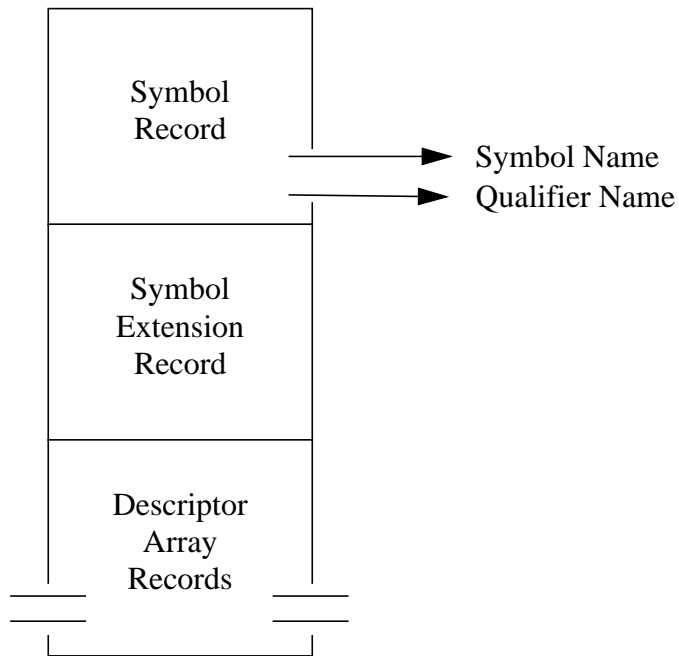 Symbol
Record
Symbol Name
Qualifier Name
Symbol
Extension
Record
Descriptor
Array
Records